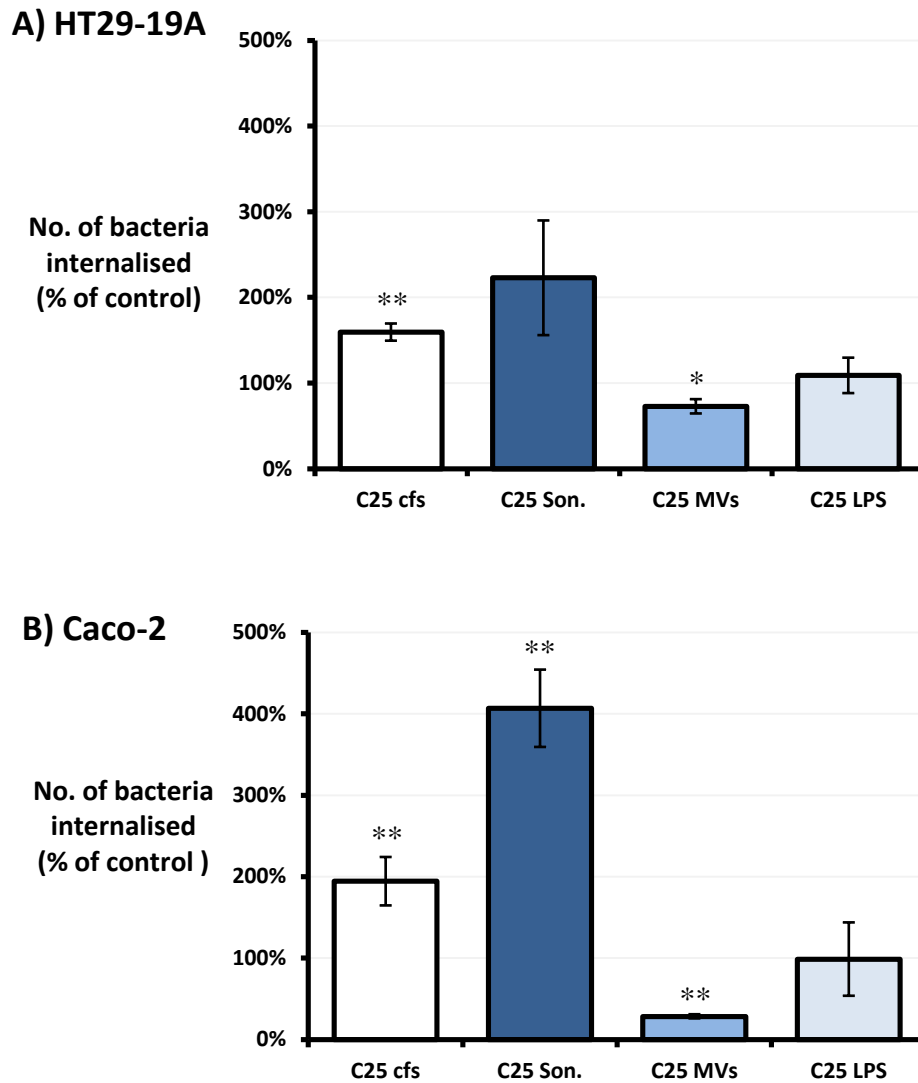 A) HT29-19A
500%
400%
300%
200%
100%
0%
No. of bacteria
internalised
(% of control)
**
*
C25 cfs
C25 Son.
C25 MVs
C25 LPS
B) Caco-2
500%
400%
300%
200%
100%
0%
No. of bacteria
internalised
(% of control )
**
**
**
C25 cfs
C25 Son.
C25 MVs
C25 LPS